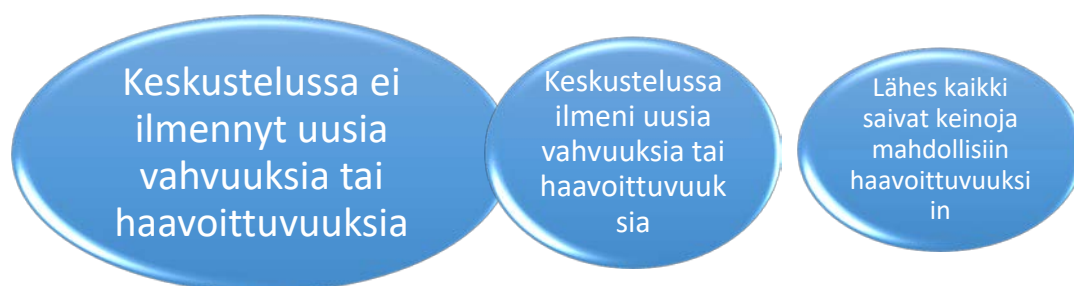 Keskustelussa ei
ilmennyt uusia
vahvuuksia tai
haavoittuvuuksia
Keskustelussa
ilmeni uusia
vahvuuksia tai
haavoittuvuuk
sia
Lähes kaikki
saivat keinoja
mahdollisiin
haavoittuvuuksi
in